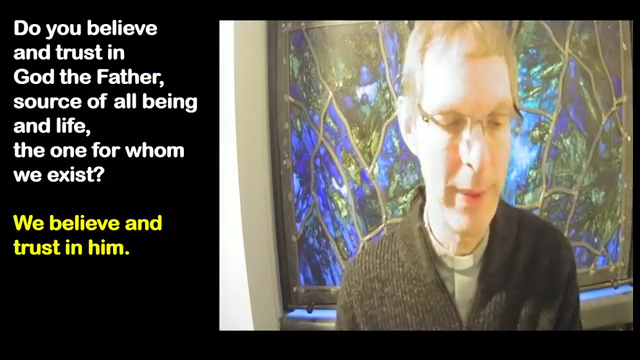 Do you believe
and trust in
God the Father,
source of all being
and life,
the one for whom
we exist?
We believe and
trust in him.